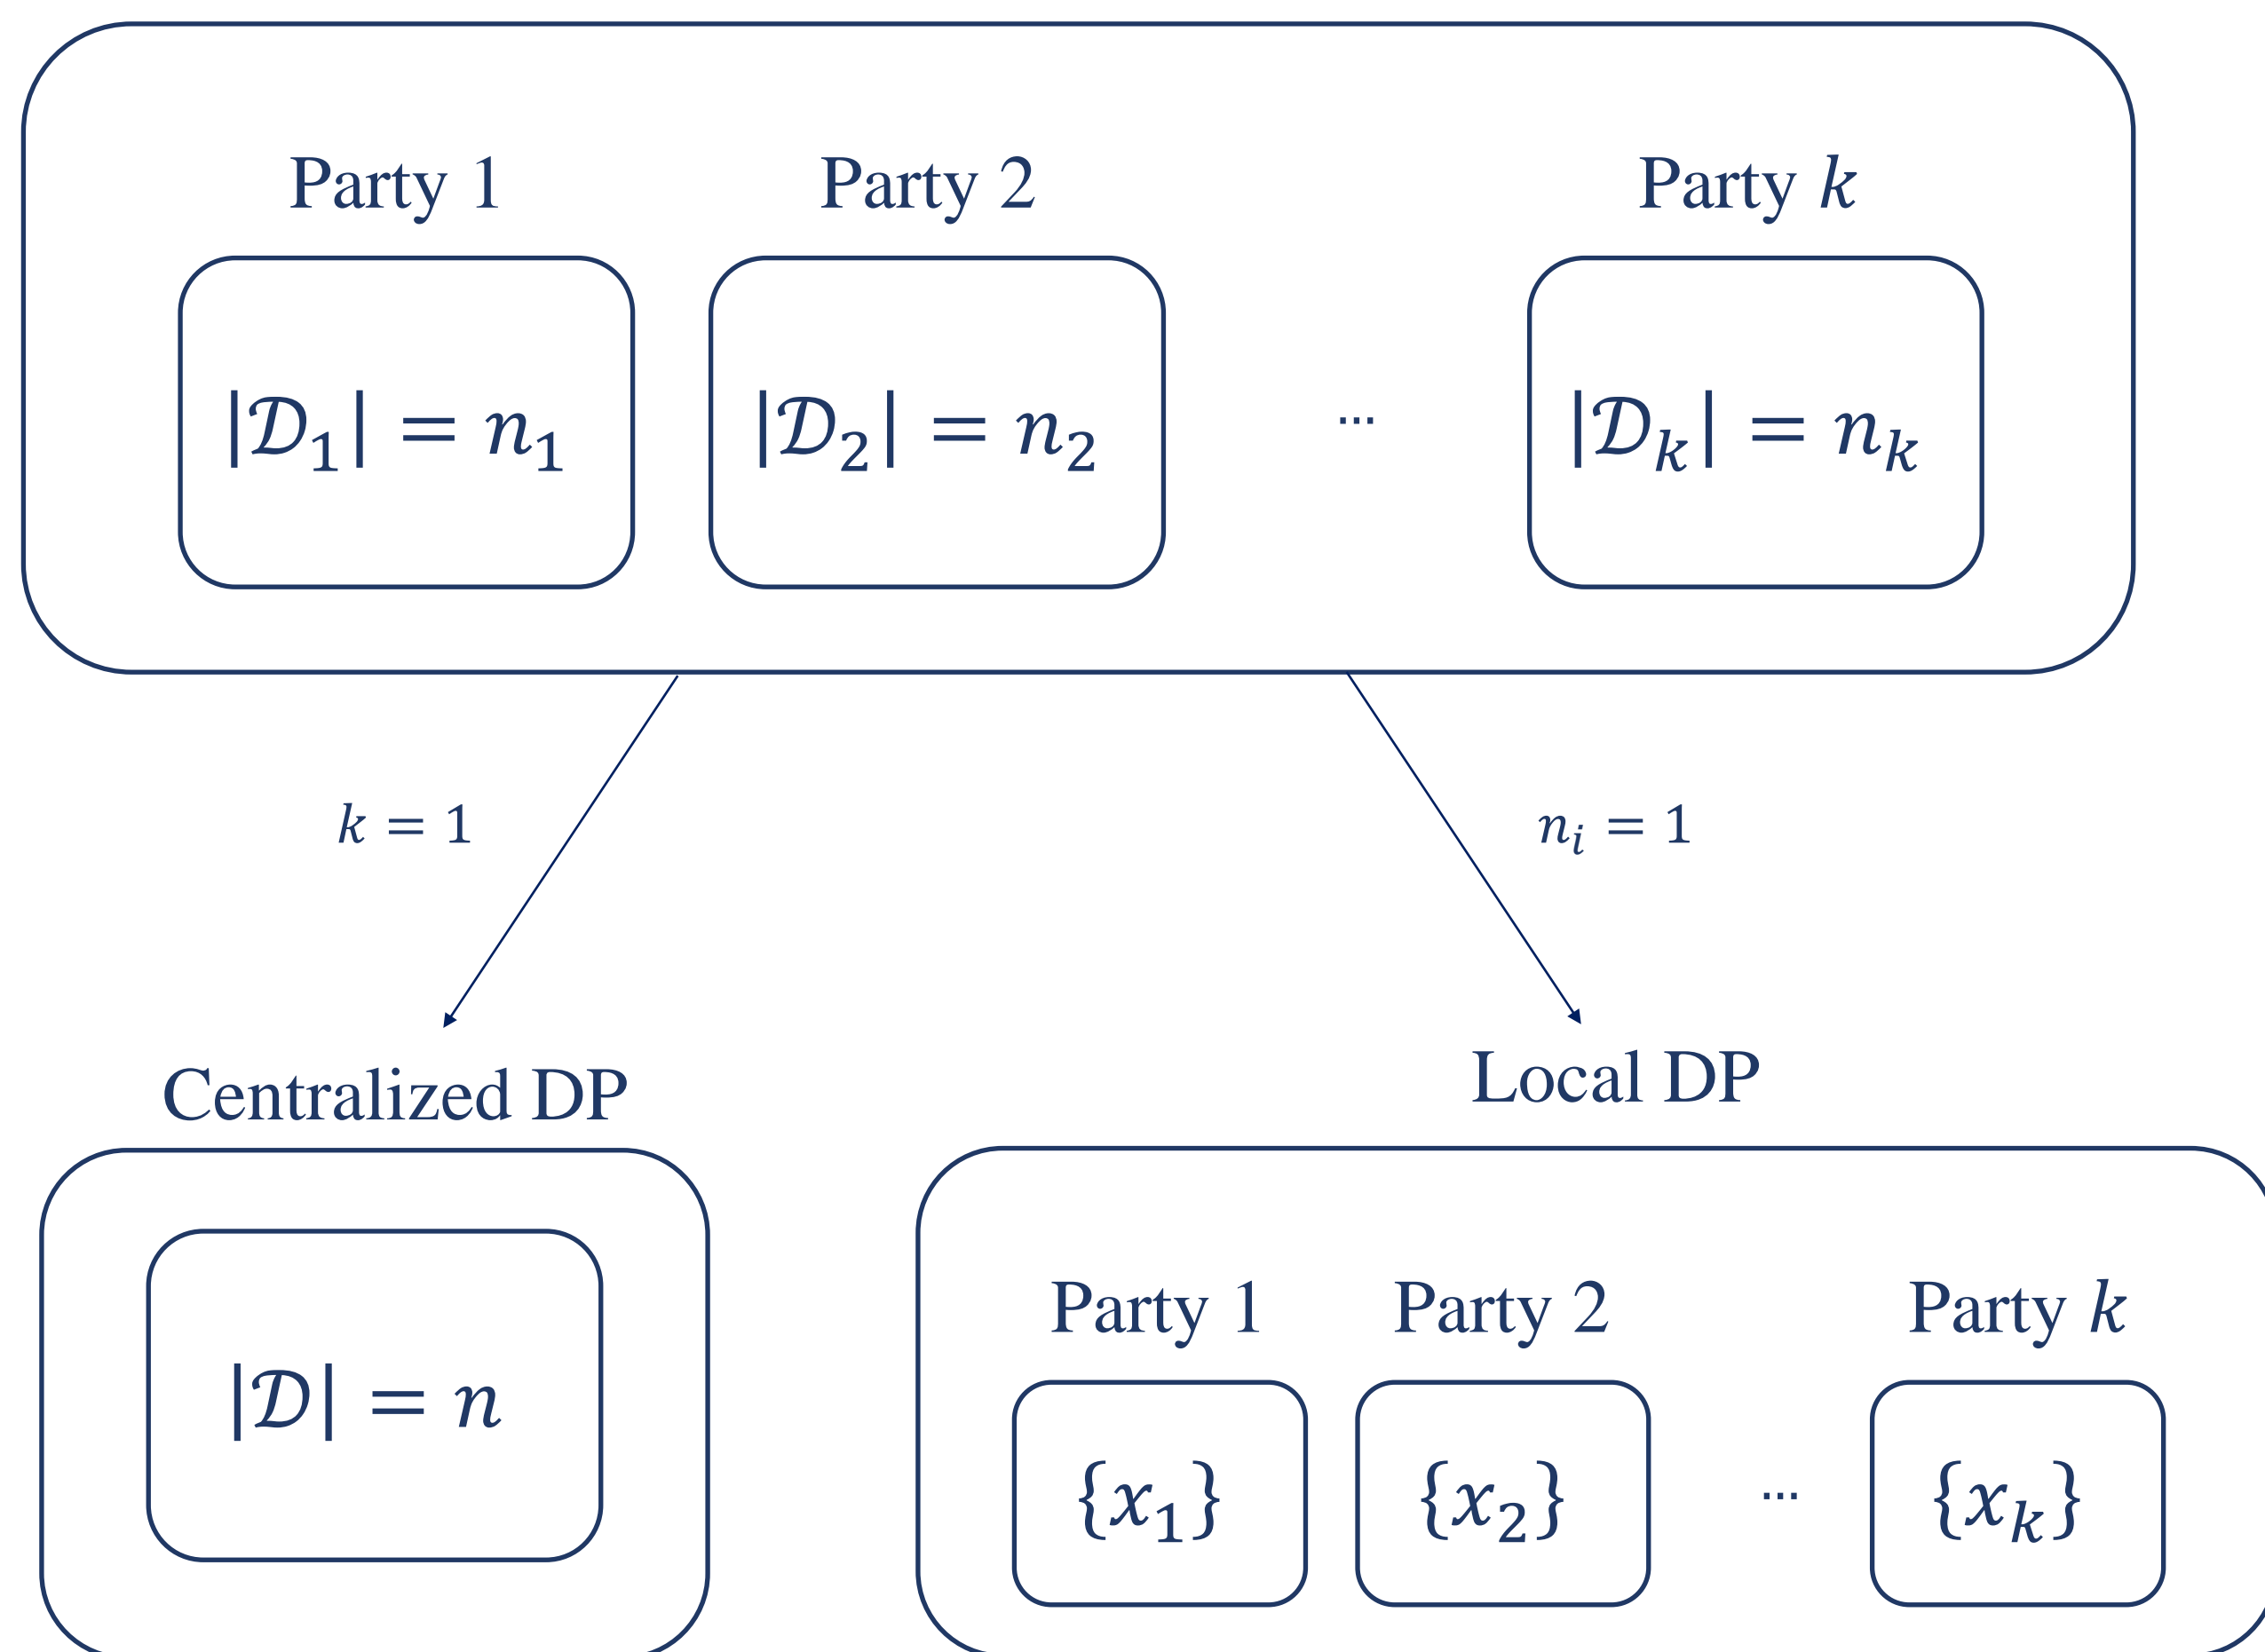 Party 1 Party 2 Party k
|𝒟₁| = n₁ |𝒟₂| = n₂ ... |𝒟ₖ| = nₖ
k = 1 nᵢ = 1
Centralized DP Local DP
Party 1 Party 2 Party k
|𝒟| = n
{x₁} {x₂} ... {xₖ}